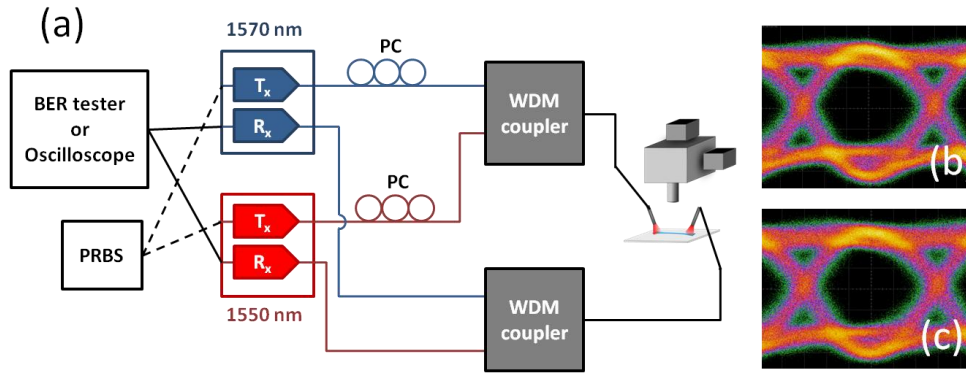 (a)
1570 nm
PC
BER tester
or
Oscilloscope
Tx
Rx
WDM
coupler
PC
PRBS
Tx
Rx
1550 nm
WDM
coupler
(b)
(c)